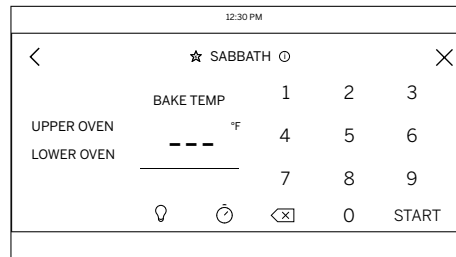 12:30 PM
SABBATH
BAKE TEMP
°F
UPPER OVEN
LOWER OVEN
1 2 3
4 5 6
7 8 9
0 START